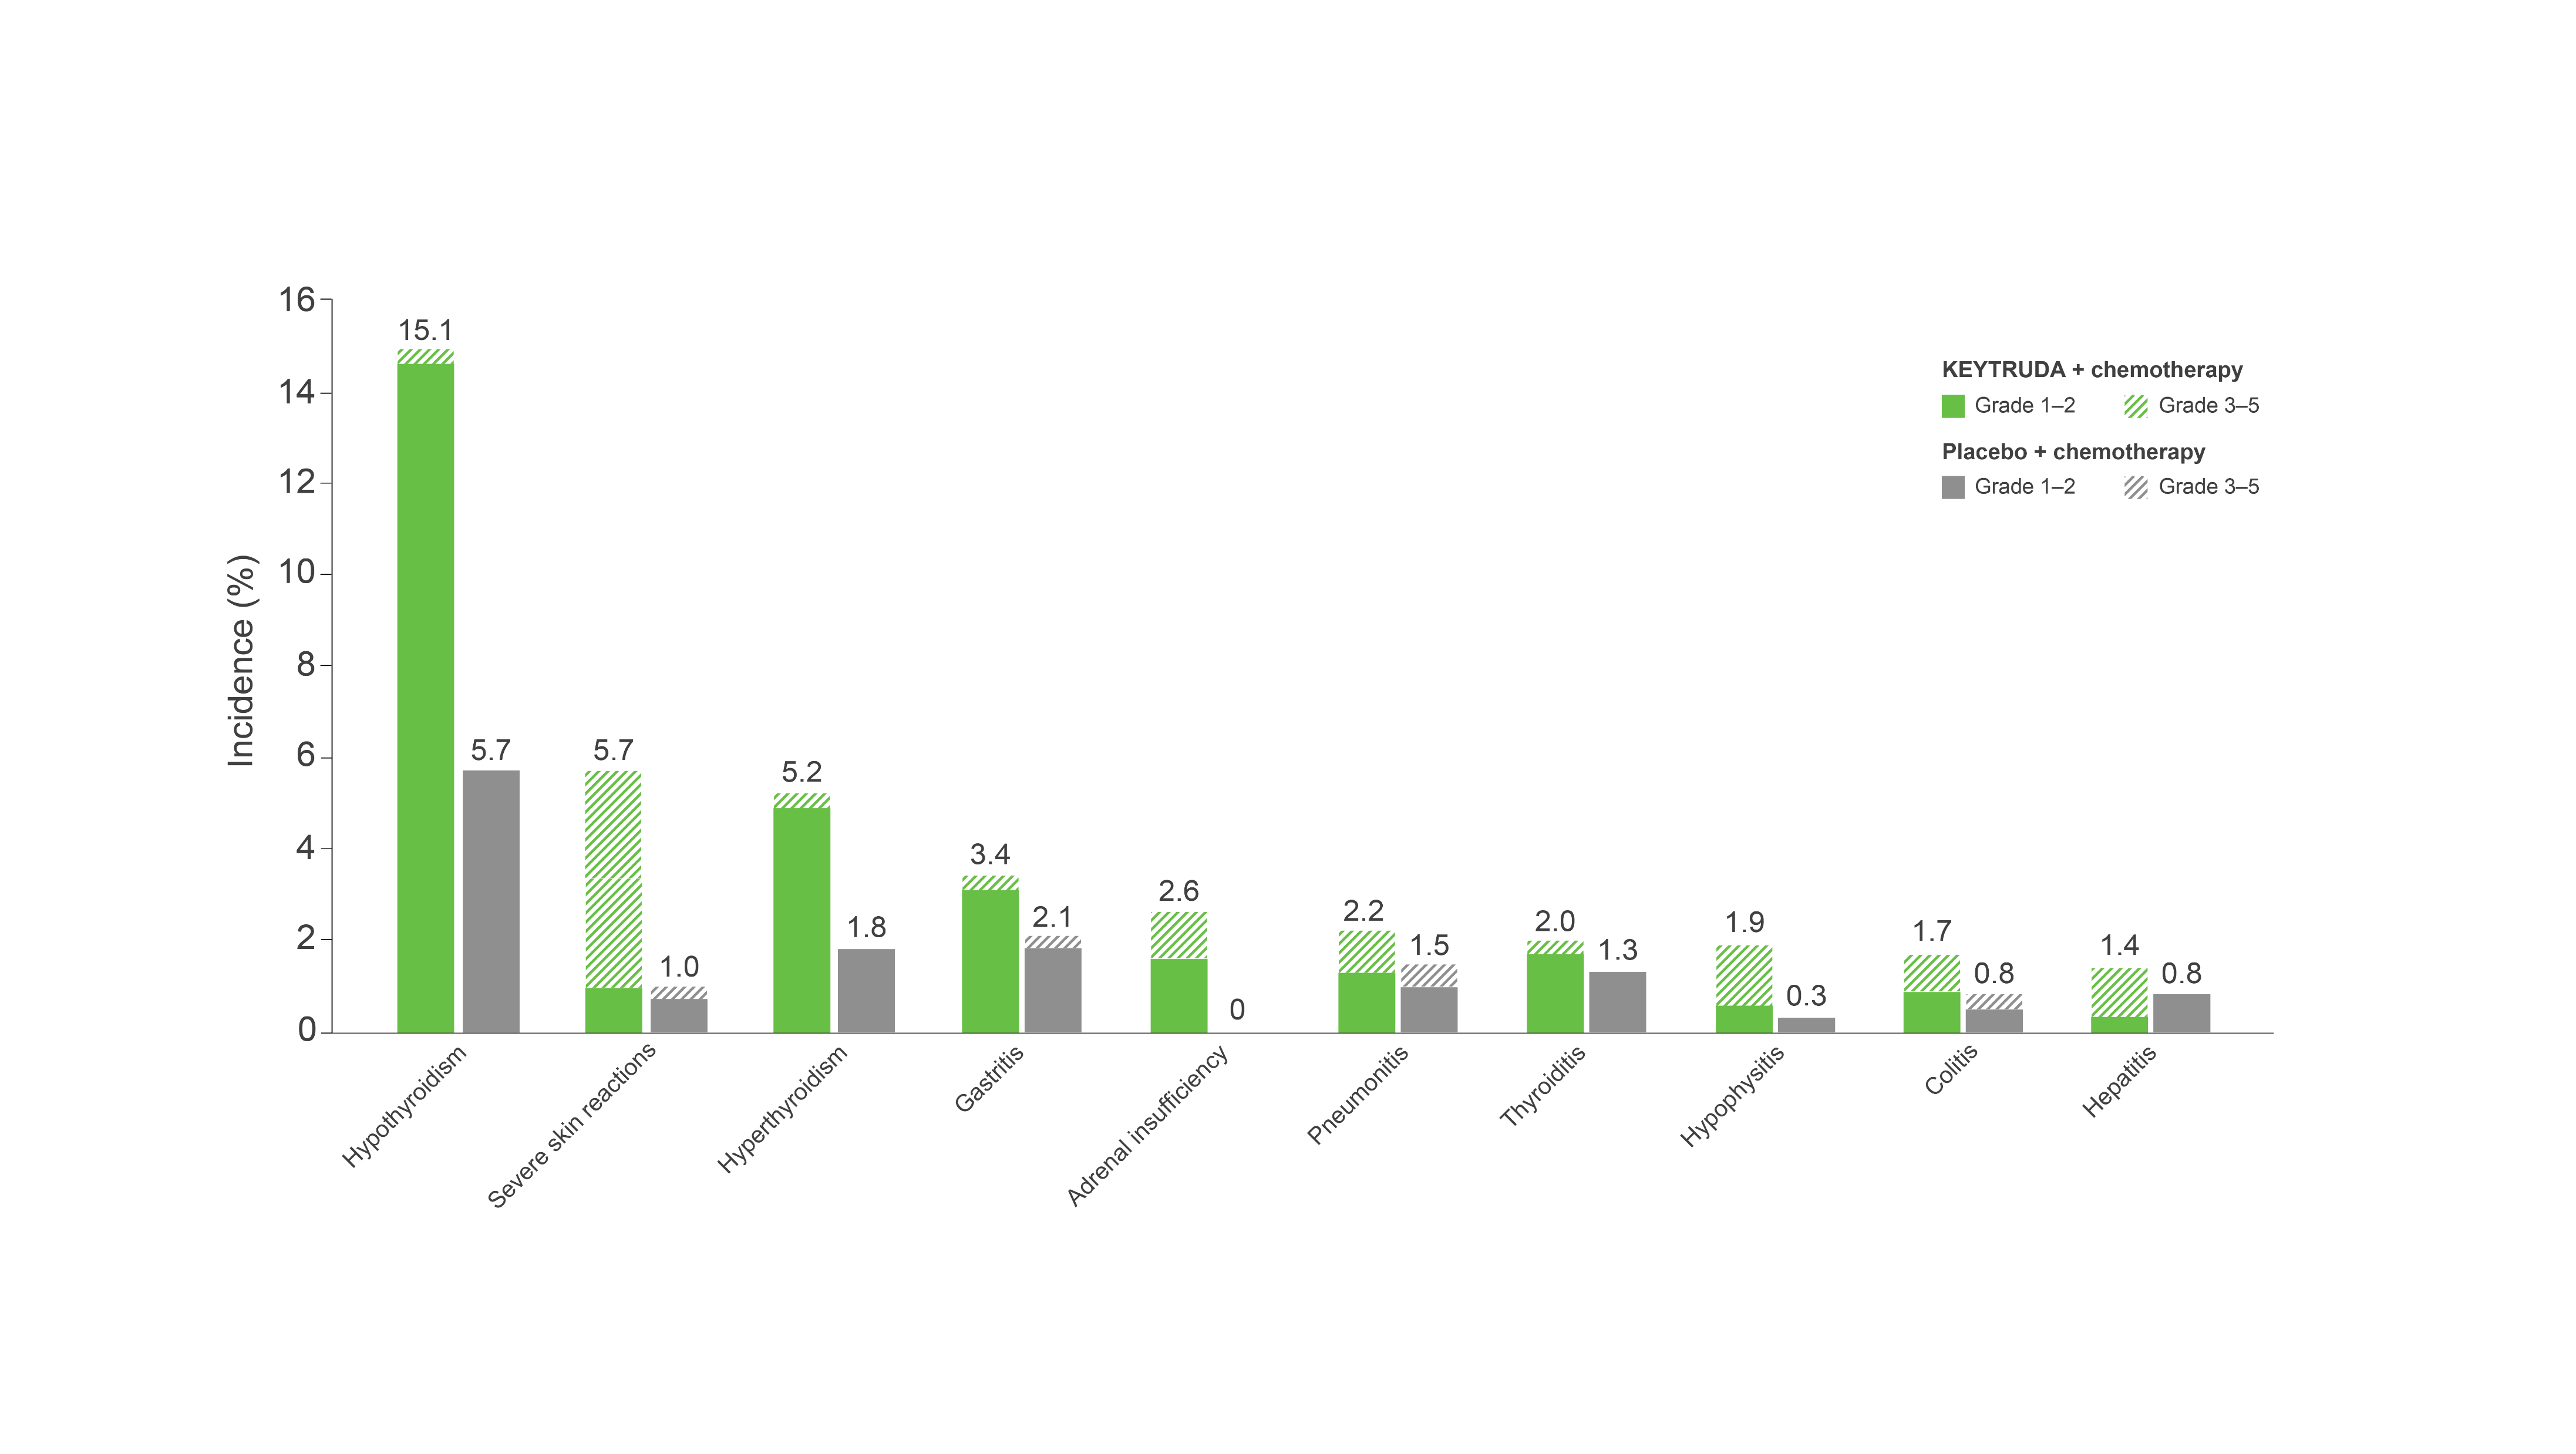 16
14
12
10
8
6
4
2
0
Incidence (%)
15.1
5.7
5.7
1.0
5.2
1.8
3.4
2.1
2.6
0
2.2
1.5
2.0
1.3
1.9
0.3
1.7
0.8
1.4
0.8
KEYTRUDA + chemotherapy
Grade 1–2 Grade 3–5
Placebo + chemotherapy
Grade 1–2 Grade 3–5
Hypothyroidism
Severe skin reactions
Hyperthyroidism
Gastritis
Adrenal insufficiency
Pneumonitis
Thyroiditis
Hypophysitis
Colitis
Hepatitis